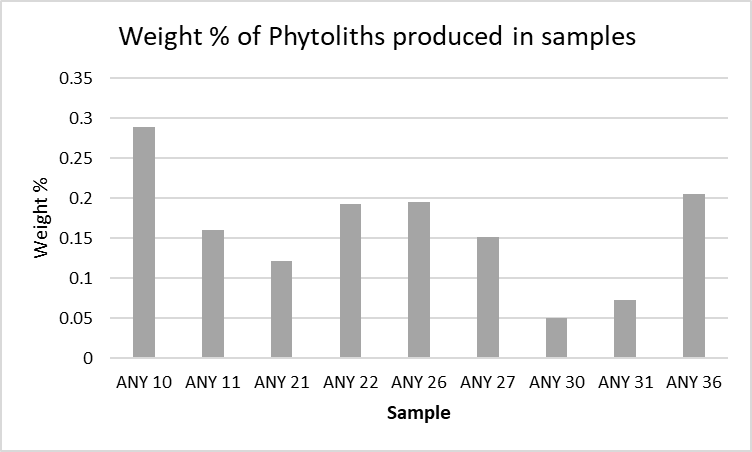 Weight % of Phytoliths produced in samples
0.35
0.3
0.25
0.2
0.15
0.1
0.05
0
Weight %
ANY 10 ANY 11 ANY 21 ANY 22 ANY 26 ANY 27 ANY 30 ANY 31 ANY 36
Sample